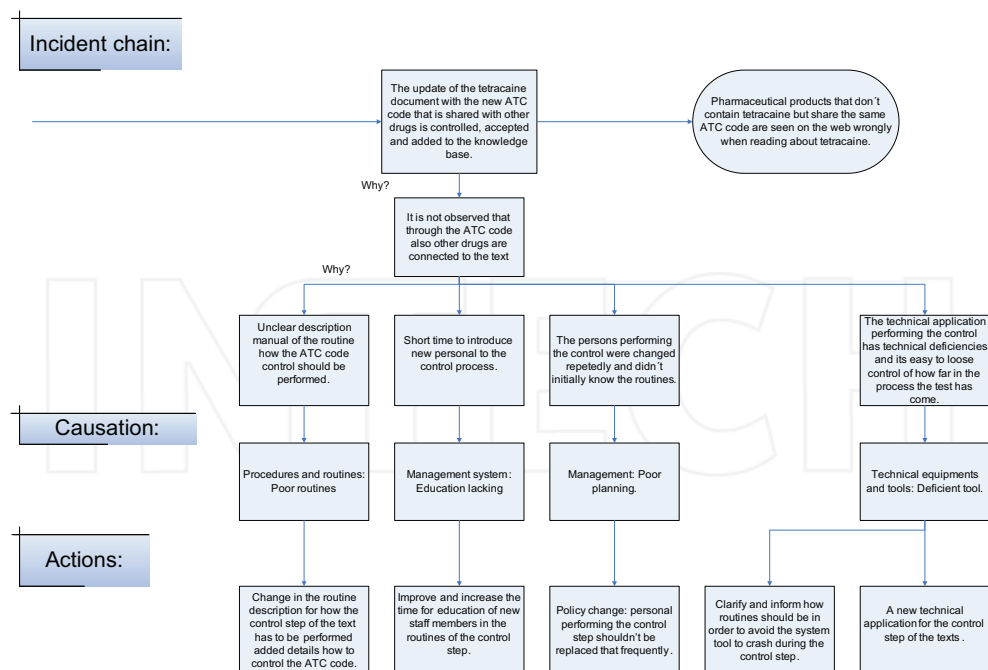 Incident chain:
The update of the tetracaine
document with the new ATC
code that is shared with other
drugs is controlled, accepted
and added to the knowledge
base.
Pharmaceutical products that don´t
contain tetracaine but share the same
ATC code are seen on the web wrongly
when reading about tetracaine.
Why?
It is not observed that
through the ATC code
also other drugs are
connected to the text
Why?
Unclear description
manual of the routine
how the ATC code
control should be
performed.
Short time to introduce
new personal to the
control process.
The persons performing
the control were changed
repetedly and didn´t
initially know the routines.
The technical application
performing the control
has technical deficiencies
and its easy to loose
control of how far in the
process the test has
come.
INTECH
Causation:
Procedures and routines:
Poor routines
Management system :
Education lacking
Management: Poor
planning.
Technical equipments
and tools: Deficient tool.
Actions:
Change in the routine
description for how the
control step of the text
has to be performed
added details how to
control the ATC code.
Improve and increase the
time for education of new
staff members in the
routines of the control
step.
Policy change: personal
performing the control
step shouldn’t be
replaced that frequently.
Clarify and inform how
routines should be in
order to avoid the system
tool to crash during the
control step.
A new technical
application for the control
step of the texts .